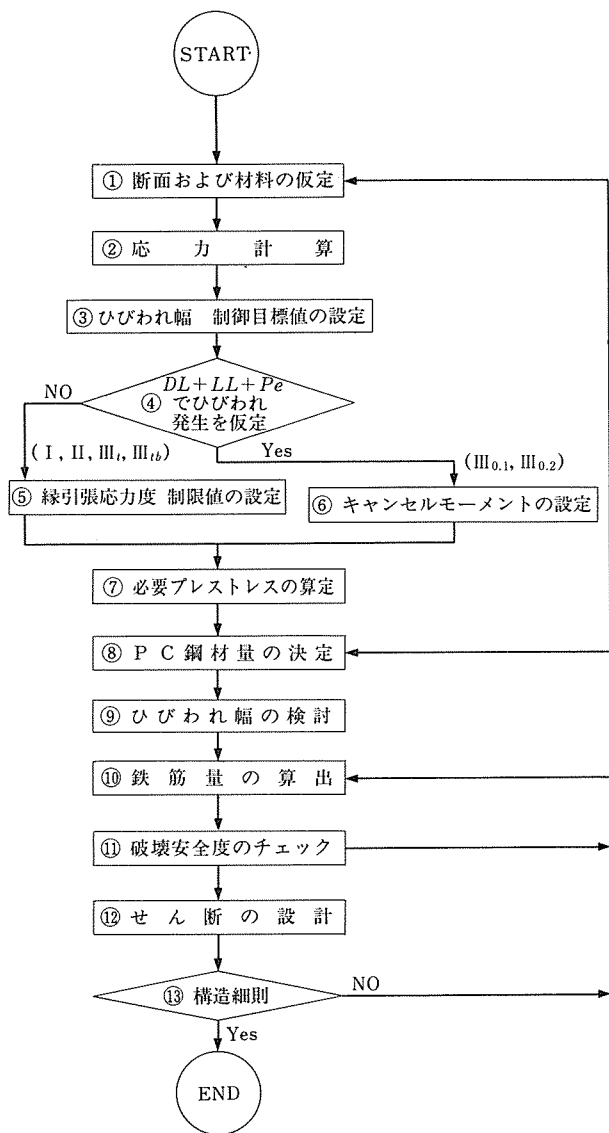 START
① 断面および材料の仮定
② 応力計算
③ ひびわれ幅 制御目標値の設定
DL+LL+Pe
④ でひびわれ
発生を仮定
NO
Yes
(I, II, III_t, III_tb)
(III_0.1, III_0.2)
⑤ 縁引張応力度 制限値の設定
⑥ キャンセルモーメントの設定
⑦ 必要プレストレスの算定
⑧ PC鋼材量の決定
⑨ ひびわれ幅の検討
⑩ 鉄筋量の算出
⑪ 破壊安全度のチェック
⑫ せん断の設計
⑬ 構造細則
NO
Yes
END